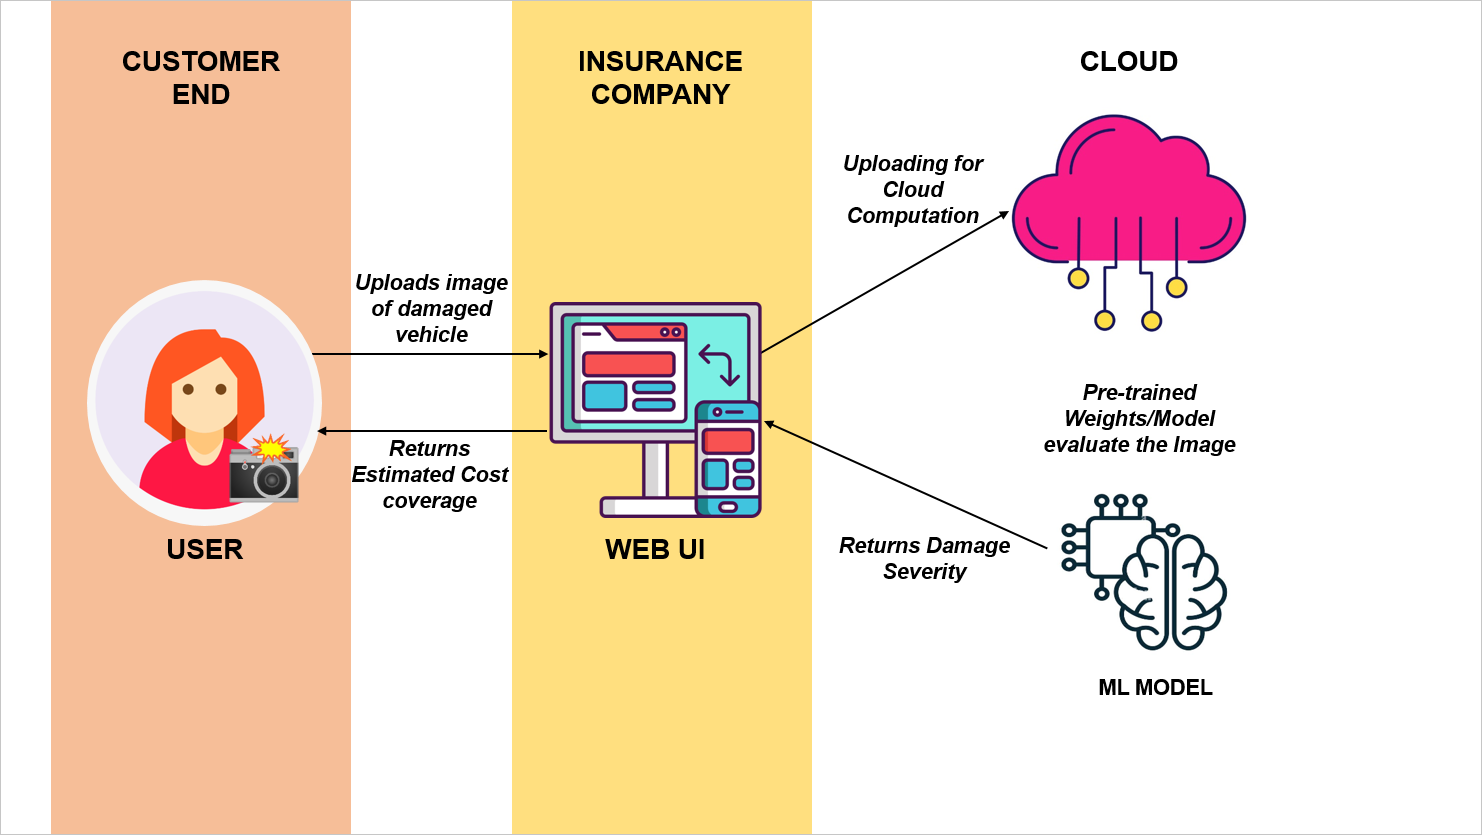 CUSTOMER
END
INSURANCE
COMPANY
CLOUD
Uploading for
Cloud
Computation
Uploads image
of damaged
vehicle
Returns
Estimated Cost
coverage
Pre-trained
Weights/Model
evaluate the Image
USER
WEB UI
Returns Damage
Severity
ML MODEL